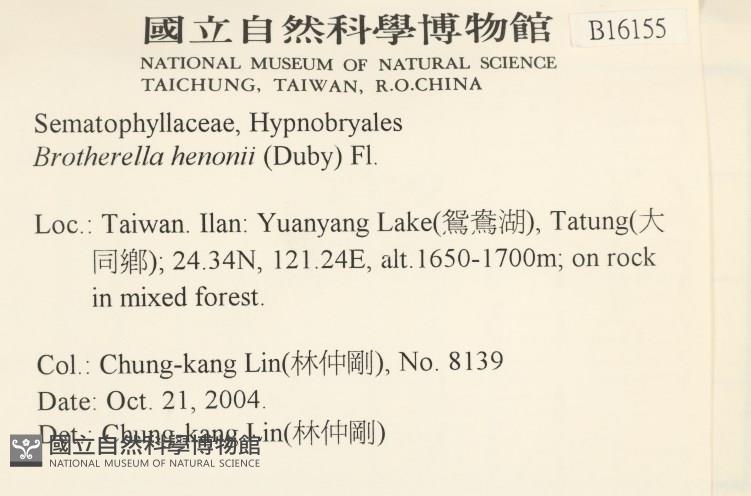 國立自然科學博物館
B16155
NATIONAL MUSEUM OF NATURAL SCIENCE
TAICHUNG, TAIWAN, R.O.CHINA
Sematophyllaceae, Hypnobryales
Brotherella henonii (Duby) Fl.
Loc.: Taiwan. Ilan: Yuanyang Lake(鴛鴦湖), Tatung(大
同鄉); 24.34N, 121.24E, alt.1650-1700m; on rock
in mixed forest.
Col.: Chung-kang Lin(林仲剛), No. 8139
Date: Oct. 21, 2004.
Det.: Chung-kang Lin(林仲剛)
國立自然科學博物館
NATIONAL MUSEUM OF NATURAL SCIENCE